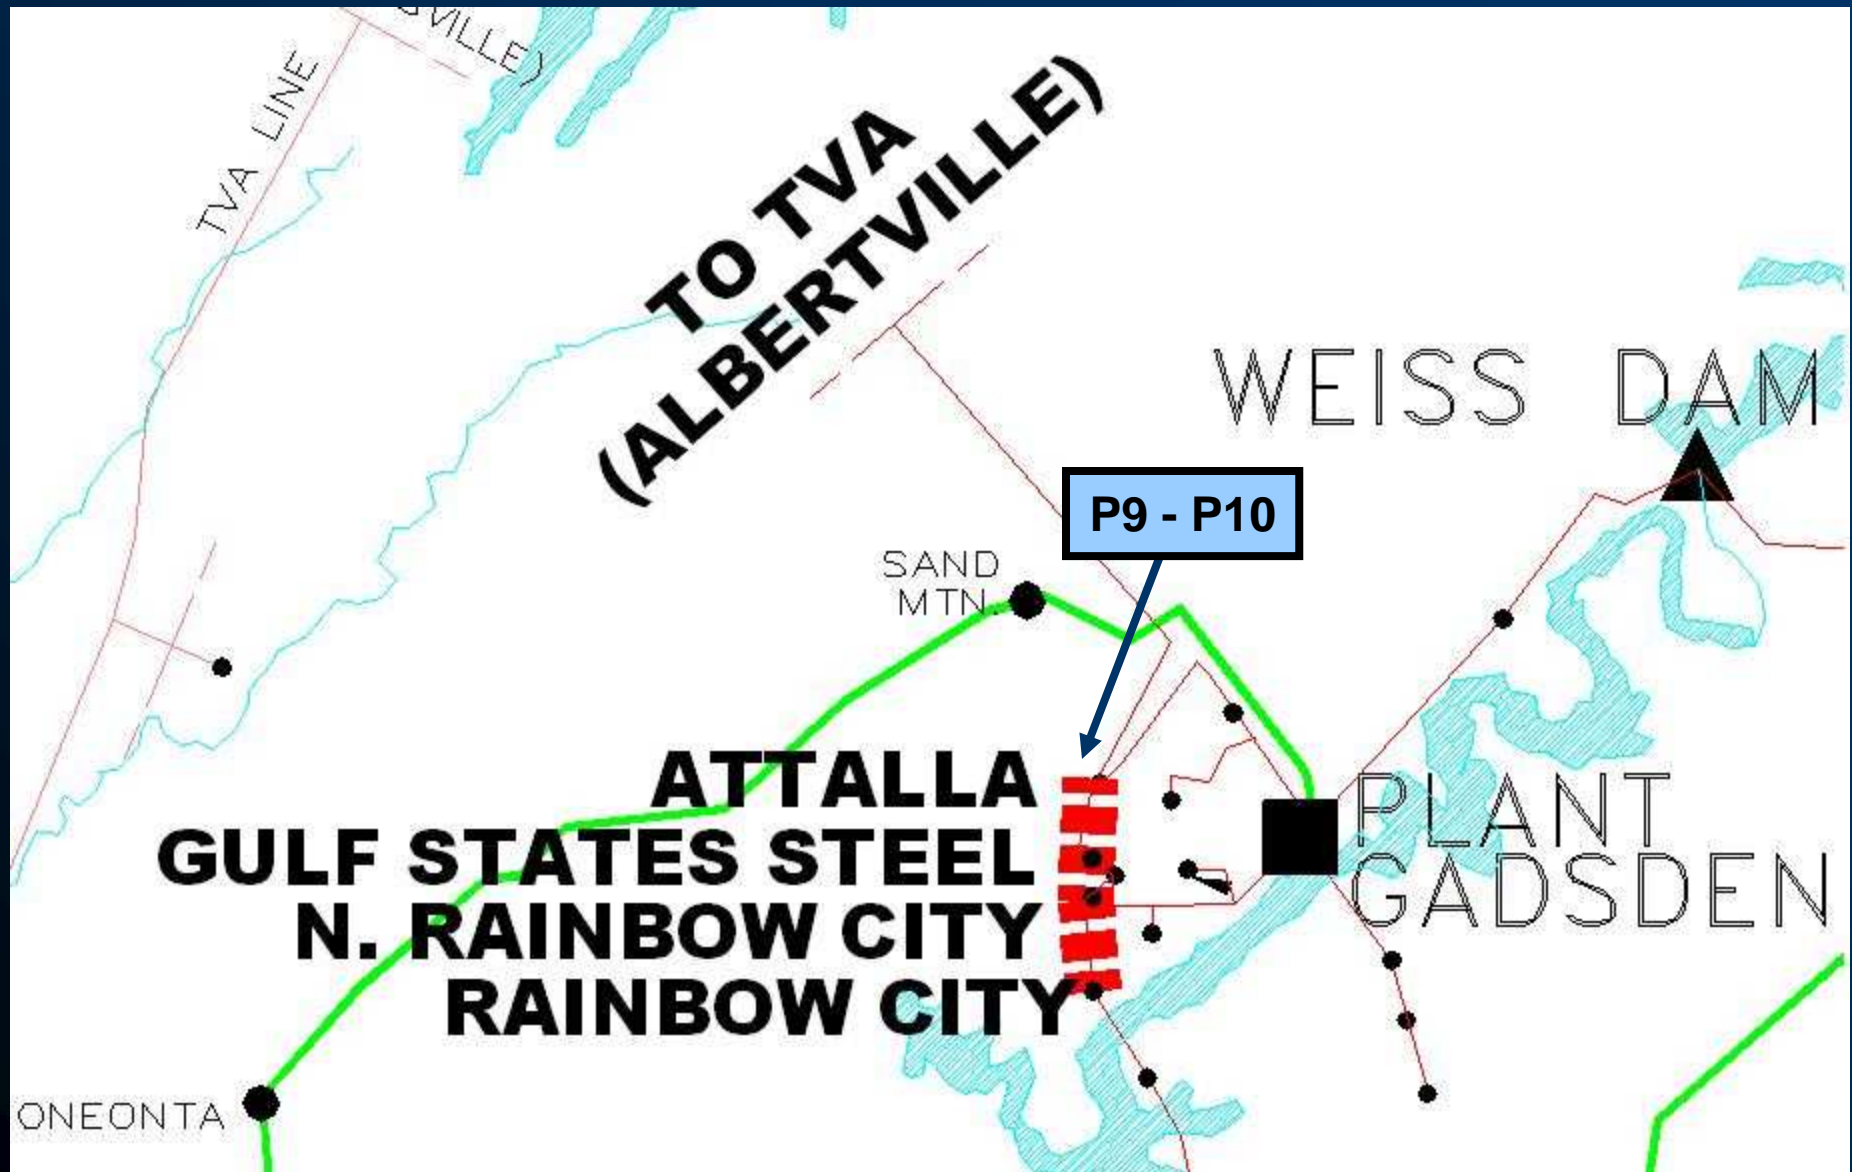 VILLE)
TVA LINE
TO TVA
(ALBERTVILLE)
WEISS DAM
P9 - P10
SAND
MTN.
ATTALLA
GULF STATES STEEL
N. RAINBOW CITY
RAINBOW CITY
PLANT
GADSDEN
ONEONTA